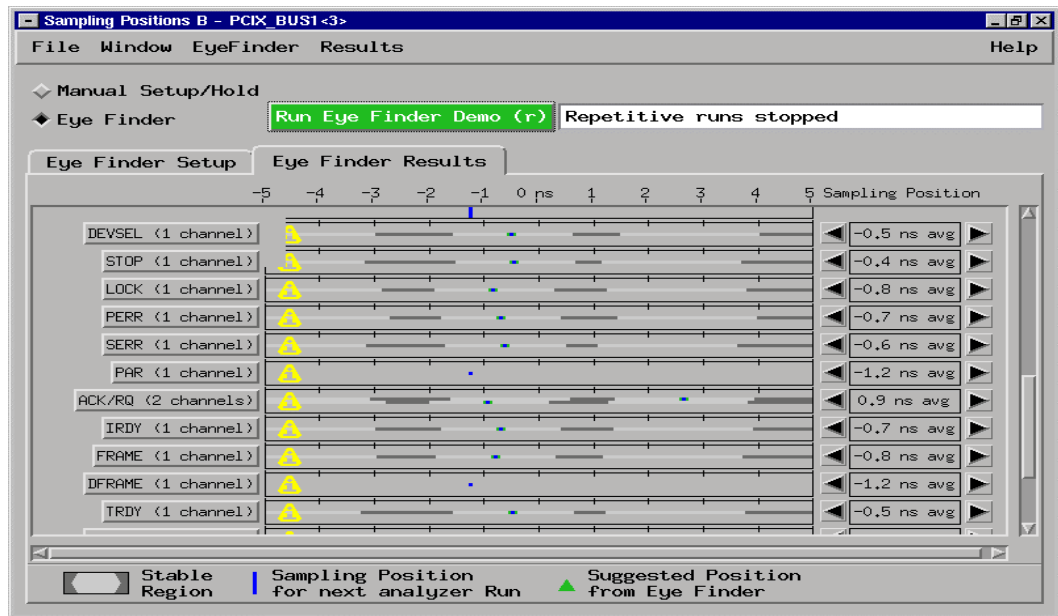 Sampling Positions B - PCIX_BUS1<3>
File Window EyeFinder Results Help
Manual Setup/Hold
Eye Finder Run Eye Finder Demo (r) Repetitive runs stopped
Eye Finder Setup Eye Finder Results
-5 -4 -3 -2 -1 0 ns 1 2 3 4 5 Sampling Position
DEVSEL (1 channel) -0.5 ns avg
STOP (1 channel) -0.4 ns avg
LOCK (1 channel) -0.8 ns avg
PERR (1 channel) -0.7 ns avg
SERR (1 channel) -0.6 ns avg
PAR (1 channel) -1.2 ns avg
ACK/RQ (2 channels) 0.9 ns avg
IRDY (1 channel) -0.7 ns avg
FRAME (1 channel) -0.8 ns avg
DFRAME (1 channel) -1.2 ns avg
TRDY (1 channel) -0.5 ns avg
Stable Sampling Position Suggested Position
Region for next analyzer Run from Eye Finder